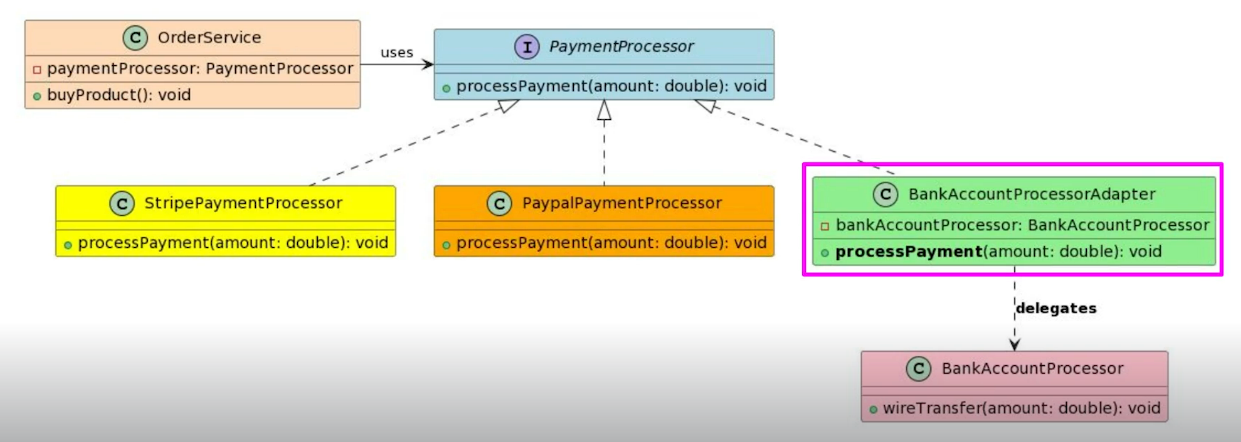 C OrderService
paymentProcessor: PaymentProcessor
buyProduct(): void
uses
I PaymentProcessor
processPayment(amount: double): void
C StripePaymentProcessor
processPayment(amount: double): void
C PaypalPaymentProcessor
processPayment(amount: double): void
C BankAccountProcessorAdapter
bankAccountProcessor: BankAccountProcessor
processPayment(amount: double): void
delegates
C BankAccountProcessor
wireTransfer(amount: double): void